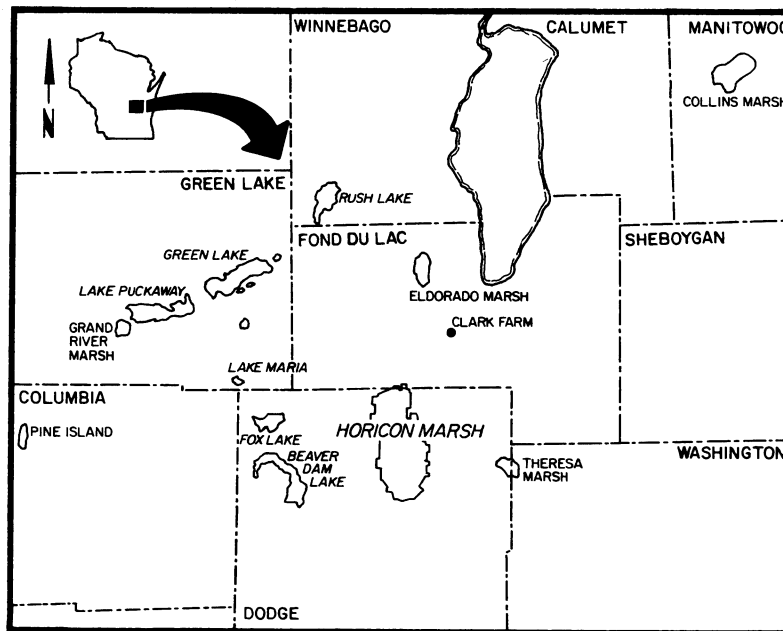 WINNEBAGO
CALUMET
MANITOWOC
COLLINS MARSH
N
GREEN LAKE
RUSH LAKE
FOND DU LAC
SHEBOYGAN
GREEN LAKE
LAKE PUCKAWAY
ELDORADO MARSH
GRAND
RIVER
MARSH
CLARK FARM
LAKE MARIA
COLUMBIA
PINE ISLAND
FOX LAKE
HORICON MARSH
BEAVER
DAM
LAKE
THERESA
MARSH
WASHINGTON
DODGE